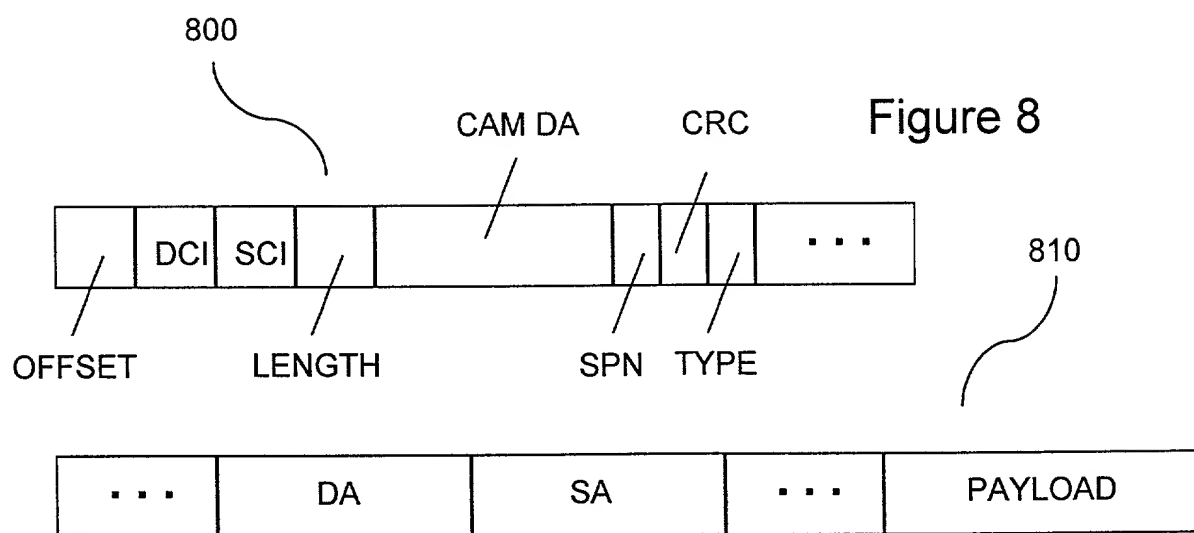 800
CAM DA CRC Figure 8
DCI SCI ... 810
OFFSET LENGTH SPN TYPE
... DA SA ... PAYLOAD